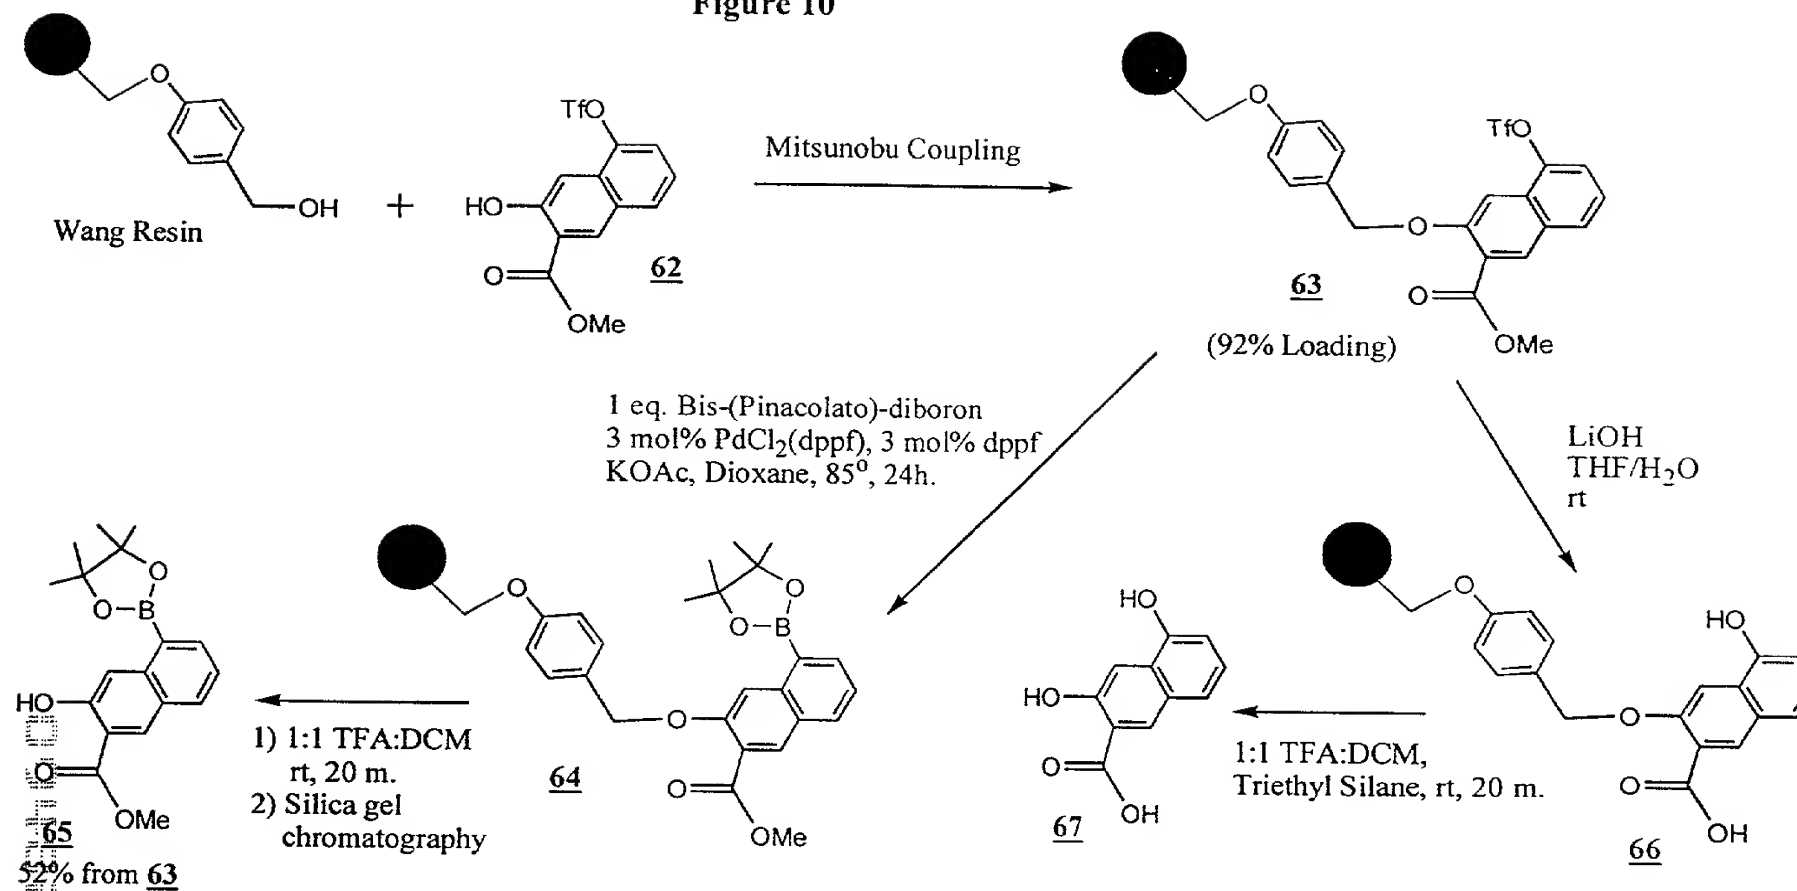 Figure 10
O
OH
Wang Resin
+
TfO
HO
O
OMe
62
Mitsunobu Coupling
O
TfO
O
O
OMe
63
(92% Loading)
1 eq. Bis-(Pinacolato)-diboron
3 mol% PdCl2(dppf), 3 mol% dppf
KOAc, Dioxane, 85o, 24h.
LiOH
THF/H2O
rt
O
O-B
HO
O
OMe
65
52% from 63
1) 1:1 TFA:DCM
rt, 20 m.
2) Silica gel
chromatography
O
O
O-B
O
O
OMe
64
HO
HO
O
OH
67
1:1 TFA:DCM,
Triethyl Silane, rt, 20 m.
O
HO
O
O
OH
66